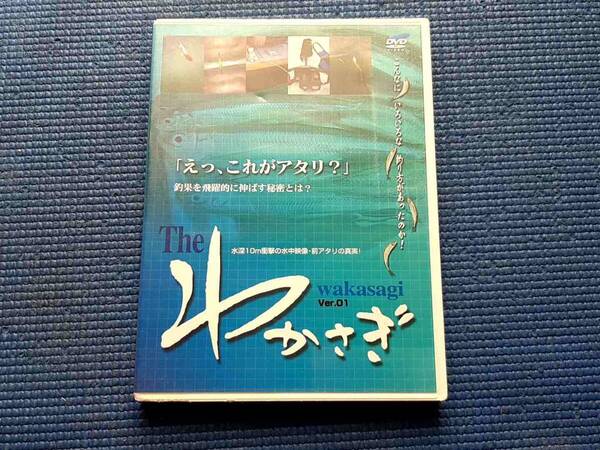 DVD
VIDEO
こんなにいろいろな釣り方があったのか!
「えっ、これがアタリ?」
釣果を飛躍的に伸ばす秘密とは?
水深10m衝撃の水中映像・前アタリの真実!
The
わかさぎ
wakasagi
Ver.01